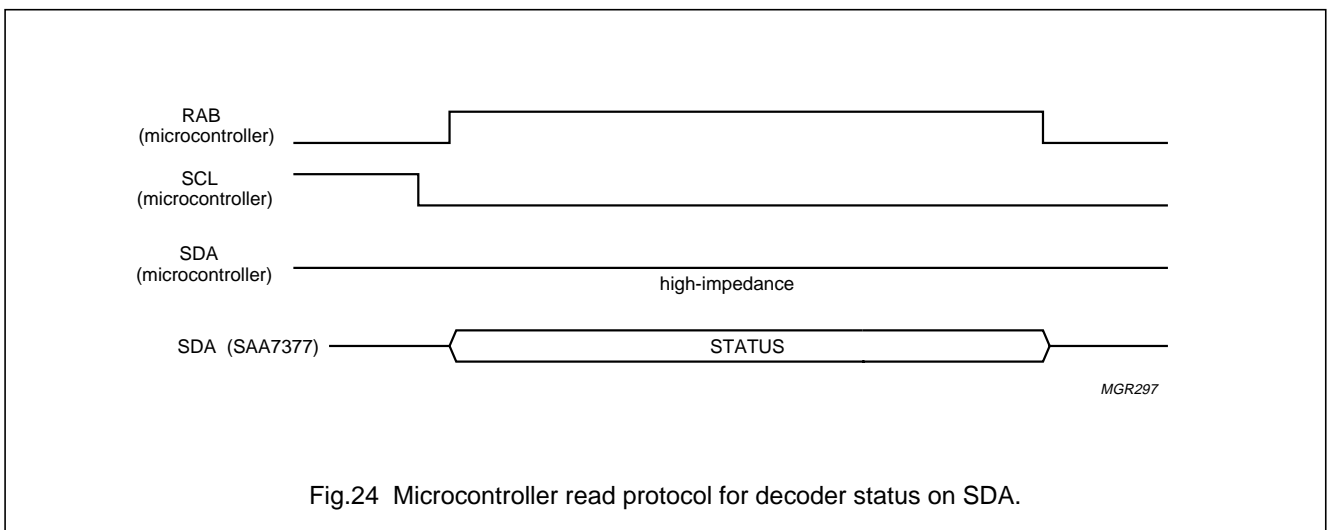 RAB
(microcontroller)
SCL
(microcontroller)
SDA
(microcontroller)
high-impedance
SDA (SAA7377)
STATUS
MGR297
Fig.24 Microcontroller read protocol for decoder status on SDA.